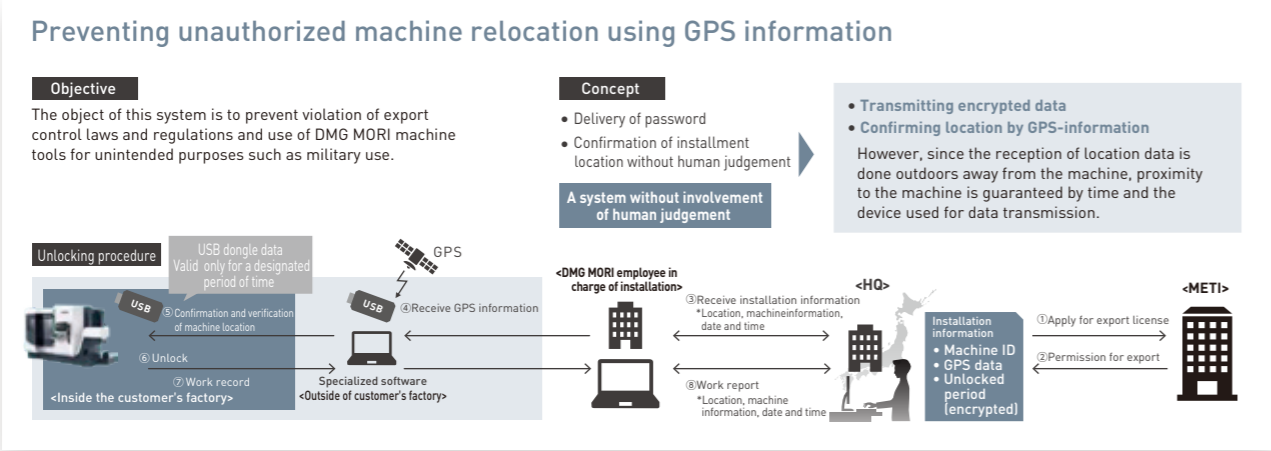 Preventing unauthorized machine relocation using GPS information
Objective
The object of this system is to prevent violation of export
control laws and regulations and use of DMG MORI machine
tools for unintended purposes such as military use.
Concept
• Delivery of password
• Confirmation of installment
location without human judgement
A system without involvement
of human judgement
• Transmitting encrypted data
• Confirming location by GPS-information
However, since the reception of location data is
done outdoors away from the machine, proximity
to the machine is guaranteed by time and the
device used for data transmission.
Unlocking procedure
USB dongle data
Valid only for a designated
period of time
USB
⑤Confirmation and verification
of machine location
⑥Unlock
⑦Work record
<Inside the customer's factory>
GPS
USB
④Receive GPS information
Specialized software
<Outside of customer's factory>
<DMG MORI employee in
charge of installation>
③Receive installation information
*Location, machineinformation,
date and time
⑧Work report
*Location, machine
information, date and time
<HQ>
Installation
information
• Machine ID
• GPS data
• Unlocked
period
(encrypted)
①Apply for export license
②Permission for export
<METI>